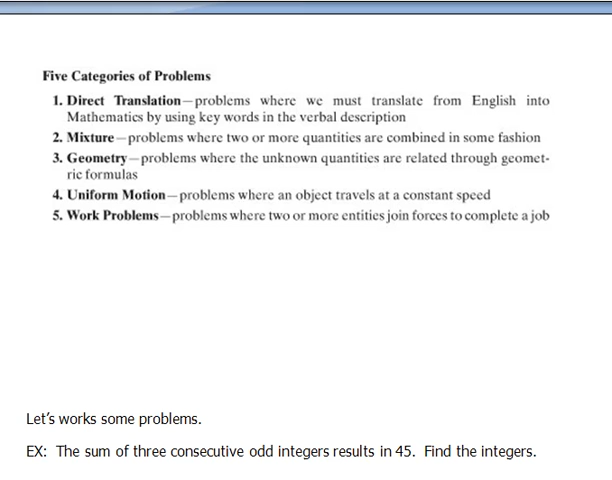 Five Categories of Problems
1. Direct Translation—problems where we must translate from English into
Mathematics by using key words in the verbal description
2. Mixture—problems where two or more quantities are combined in some fashion
3. Geometry—problems where the unknown quantities are related through geomet-
ric formulas
4. Uniform Motion—problems where an object travels at a constant speed
5. Work Problems—problems where two or more entities join forces to complete a job
Let's works some problems.
EX: The sum of three consecutive odd integers results in 45. Find the integers.